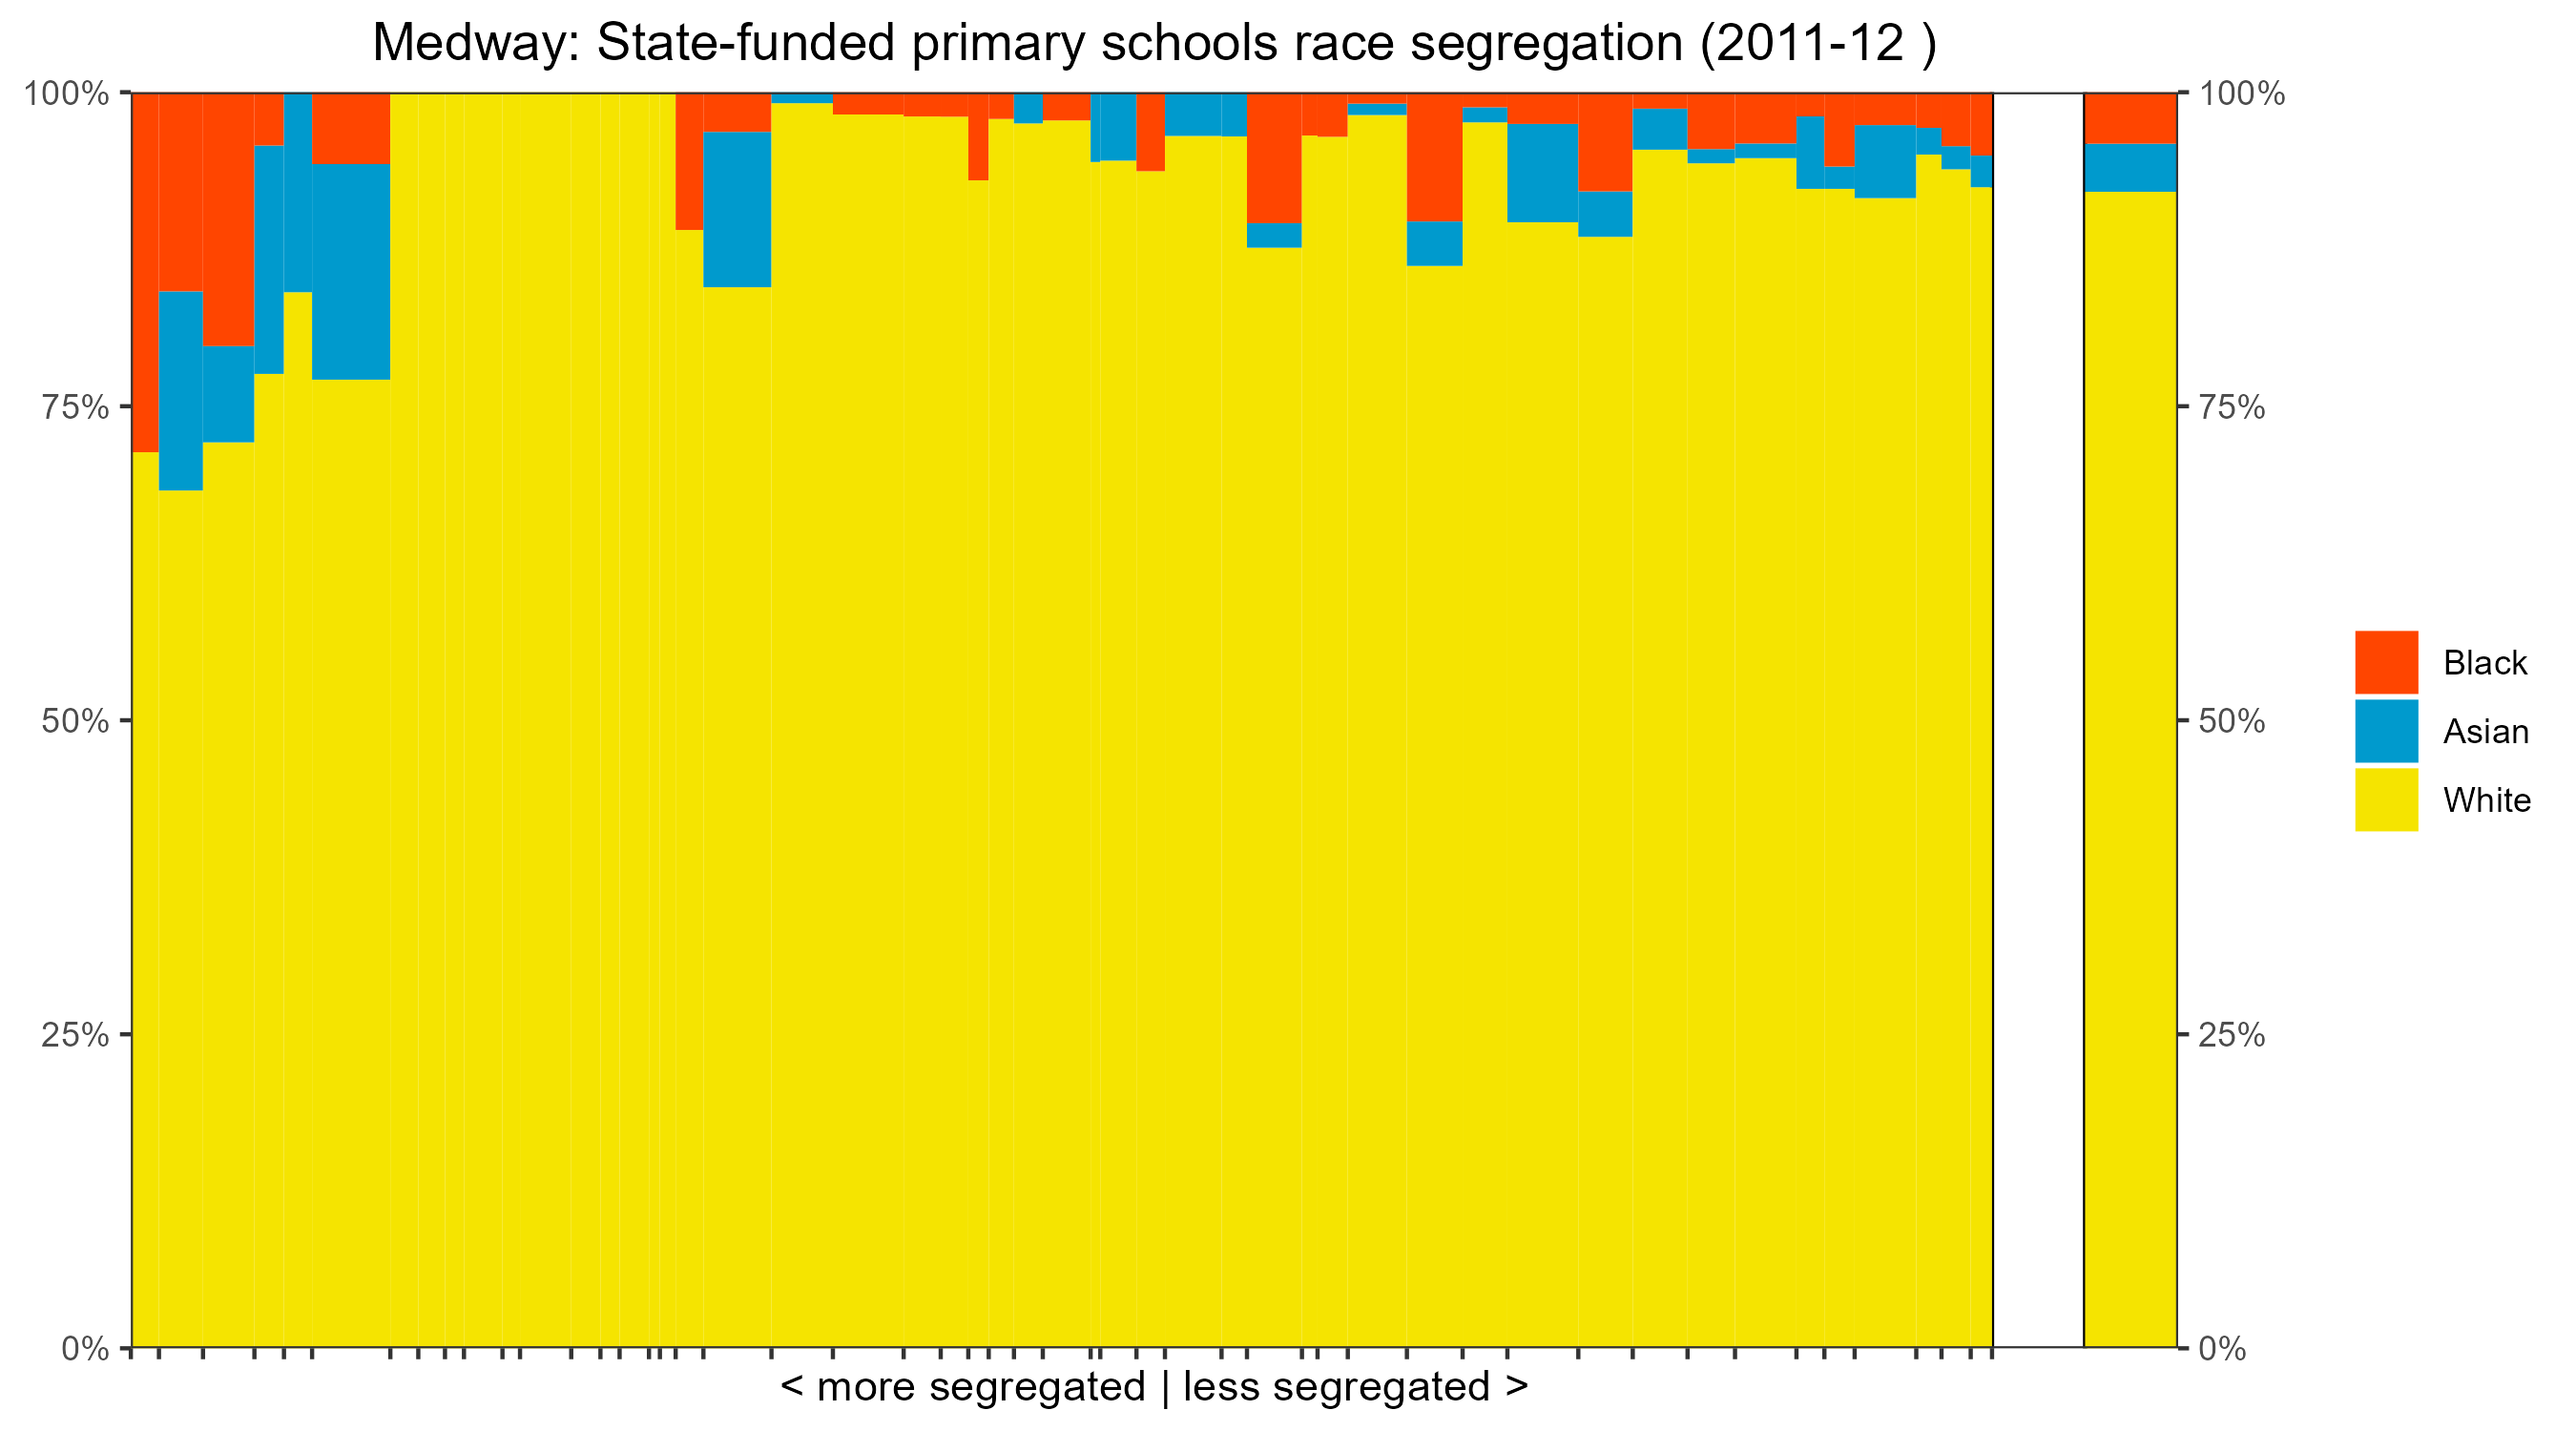 Medway: State-funded primary schools race segregation (2011-12 )
100%
75%
50%
25%
0%
100%
75%
50%
25%
0%
Black
Asian
White
< more segregated | less segregated >